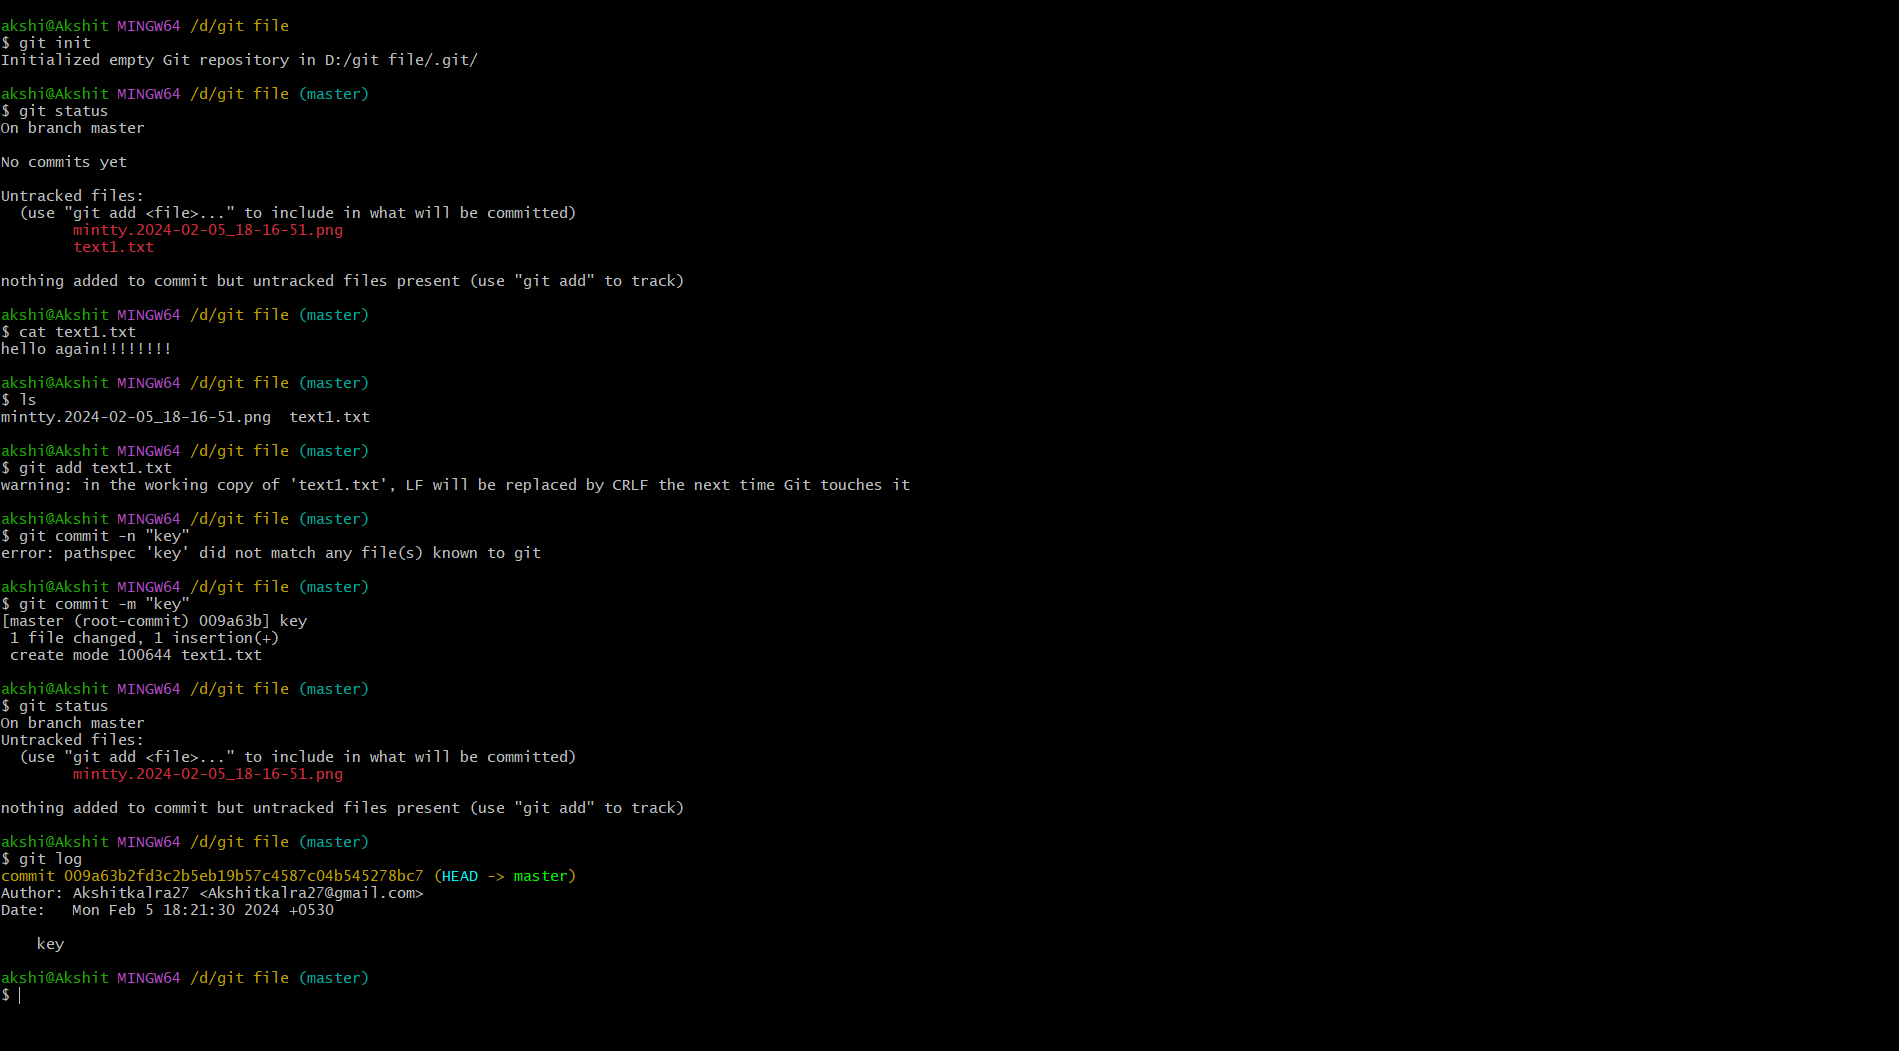 akshi@Akshit MINGW64 /d/git file
$ git init
Initialized empty Git repository in D:/git file/.git/

akshi@Akshit MINGW64 /d/git file (master)
$ git status
On branch master

No commits yet

Untracked files:
  (use "git add <file>..." to include in what will be committed)
        mintty.2024-02-05_18-16-51.png
        text1.txt

nothing added to commit but untracked files present (use "git add" to track)

akshi@Akshit MINGW64 /d/git file (master)
$ cat text1.txt
hello again!!!!!!!!

akshi@Akshit MINGW64 /d/git file (master)
$ ls
mintty.2024-02-05_18-16-51.png  text1.txt

akshi@Akshit MINGW64 /d/git file (master)
$ git add text1.txt
warning: in the working copy of 'text1.txt', LF will be replaced by CRLF the next time Git touches it

akshi@Akshit MINGW64 /d/git file (master)
$ git commit -n "key"
error: pathspec 'key' did not match any file(s) known to git

akshi@Akshit MINGW64 /d/git file (master)
$ git commit -m "key"
[master (root-commit) 009a63b] key
 1 file changed, 1 insertion(+)
 create mode 100644 text1.txt

akshi@Akshit MINGW64 /d/git file (master)
$ git status
On branch master
Untracked files:
  (use "git add <file>..." to include in what will be committed)
        mintty.2024-02-05_18-16-51.png

nothing added to commit but untracked files present (use "git add" to track)

akshi@Akshit MINGW64 /d/git file (master)
$ git log
commit 009a63b2fd3c2b5eb19b57c4587c04b545278bc7 (HEAD -> master)
Author: Akshitkalra27 <Akshitkalra27@gmail.com>
Date:   Mon Feb 5 18:21:30 2024 +0530

    key

akshi@Akshit MINGW64 /d/git file (master)
$